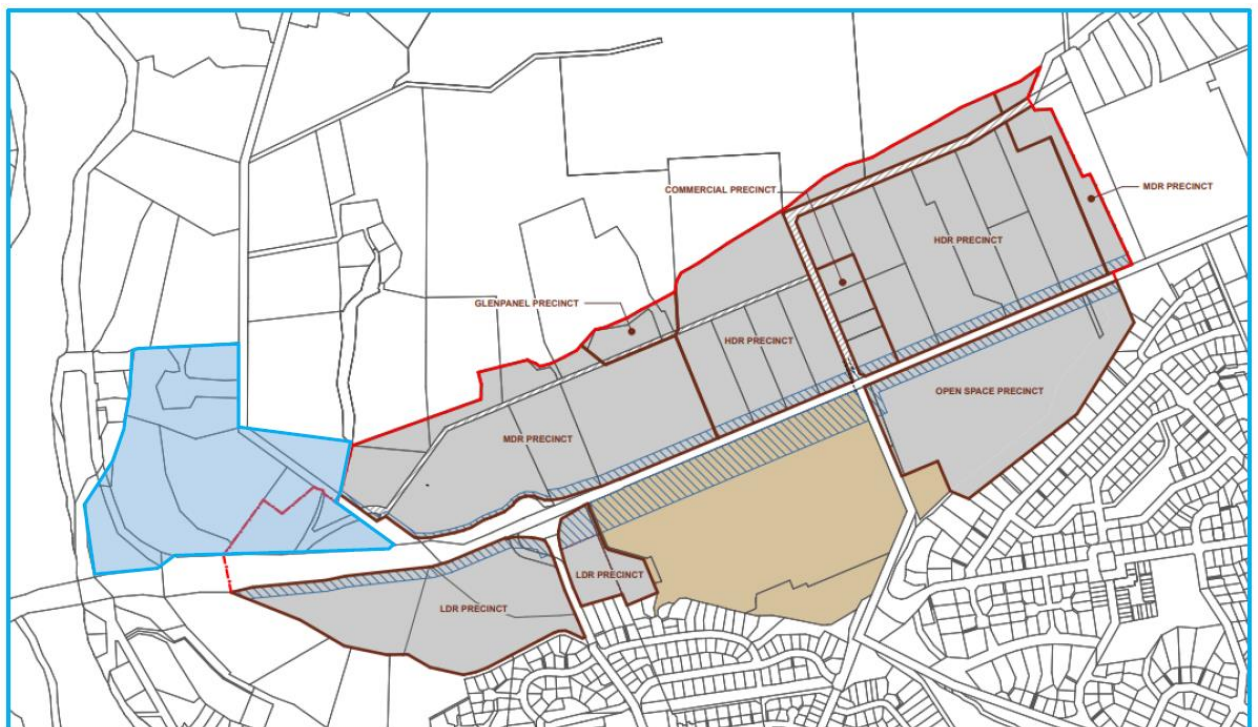 COMMERCIAL PRECINCT
MDR PRECINCT
HDR PRECINCT
GLENPANEL PRECINCT
HDR PRECINCT
OPEN SPACE PRECINCT
MDR PRECINCT
LDR PRECINCT
LDR PRECINCT